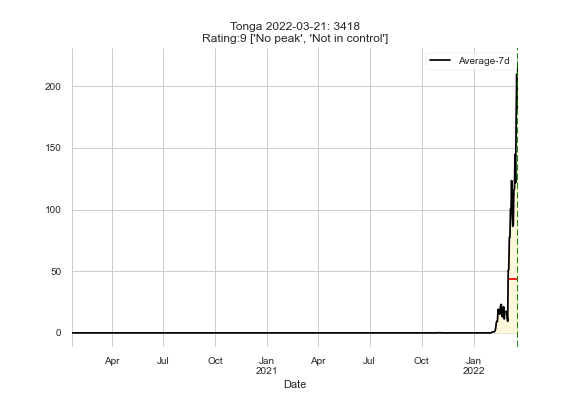 Tonga 2022-03-21: 3418
Rating:9 ['No peak', 'Not in control']
Average-7d
200
150
100
50
0
Apr Jul Oct Jan Apr Jul Oct Jan
2021 2022
Date